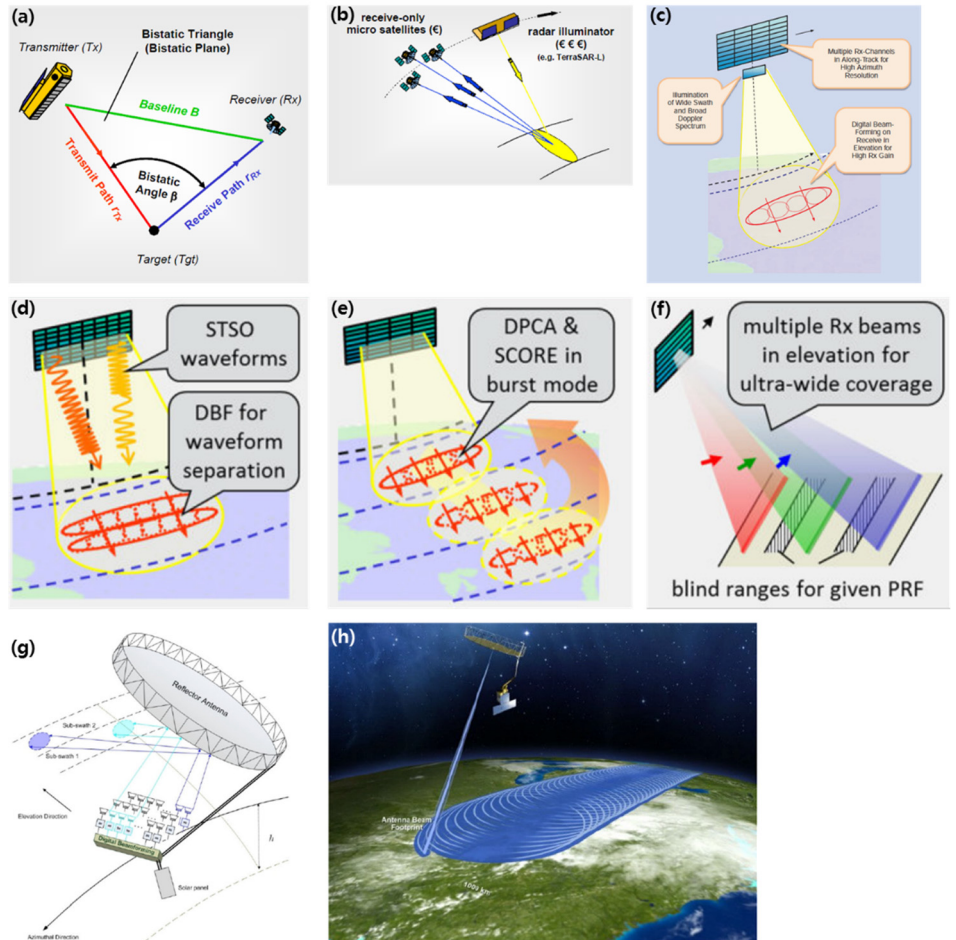 (a)
Transmitter (Tx)
Bistatic Triangle
(Bistatic Plane)
Receiver (Rx)
Baseline B
Transmit Path rTx
Bistatic
Angle β
Receive Path rRx
Target (Tgt)
(b)
receive-only
micro satellites (€)
radar illuminator
(€ € €)
(e.g. TerraSAR-L)
(c)
Multiple Rx-Channels
in Along-Track for
High Azimuth
Resolution
Illumination
of Wide Swath
and Broad
Doppler
Spectrum
Digital Beam-
Forming on
Receive in
Elevation for
High Rx Gain
(d)
STSO
waveforms
DBF for
waveform
separation
(e)
DPCA &
SCORE in
burst mode
(f)
multiple Rx beams
in elevation for
ultra-wide coverage
blind ranges for given PRF
(g)
Reflector Antenna
Sub-swath 2
Sub-swath 1
Elevation Direction
Digital Beamforming
h
Solar panel
Azimuthal Direction
(h)
Antenna Beam
Footprint